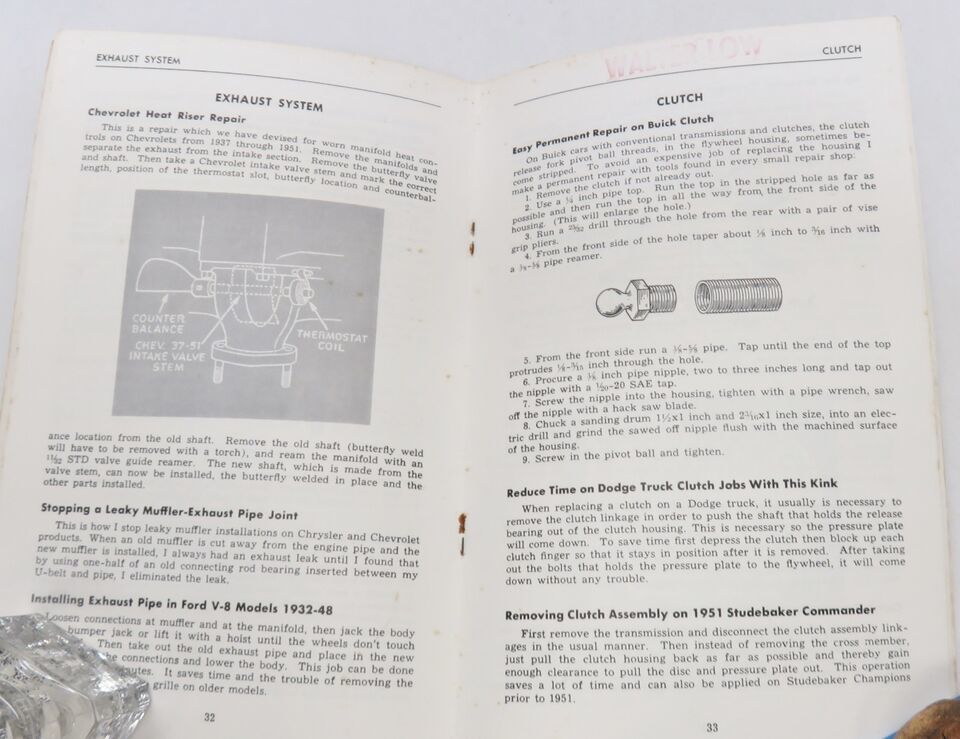 EXHAUST SYSTEM
EXHAUST SYSTEM
Chevrolet Heat Riser Repair
This is a repair which we have devised for worn manifold heat con-
trols on Chevrolets from 1937 through 1951. Remove the manifolds and
separate the exhaust from the intake section. Remove the butterfly valve
and shaft. Then take a Chevrolet intake valve stem and mark the correct
length, position of the thermostat slot, butterfly location and counterbal-
COUNTER
BALANCE
CHEV. 37-51
INTAKE VALVE
STEM
THERMOSTAT
COIL
ance location from the old shaft. Remove the old shaft (butterfly weld
will have to be removed with a torch), and ream the manifold with an
11/32 STD valve guide reamer. The new shaft, which is made from the
valve stem, can now be installed, the butterfly welded in place and the
other parts installed.
Stopping a Leaky Muffler-Exhaust Pipe Joint
This is how I stop leaky muffler installations on Chrysler and Chevrolet
products. When an old muffler is cut away from the engine pipe and the
new muffler is installed, I always had an exhaust leak until I found that
by using one-half of an old connecting rod bearing inserted between my
U-belt and pipe, I eliminated the leak.
Installing Exhaust Pipe in Ford V-8 Models 1932-48
Loosen connections at muffler and at the manifold, then jack the body
bumper jack or lift it with a hoist until the wheels don't touch
Then take out the old exhaust pipe and place in the new
connections and lower the body. This job can be done
It saves time and the trouble of removing the
grille on older models.
32
WALTER LOW
CLUTCH
CLUTCH
Easy Permanent Repair on Buick Clutch
On Buick cars with conventional transmissions and clutches, the clutch
release fork pivot ball threads, in the flywheel housing, sometimes be-
come stripped. To avoid an expensive job of replacing the housing I
make a permanent repair with tools found in every small repair shop:
1. Remove the clutch if not already out.
2. Use a ¼ inch pipe top. Run the top in the stripped hole as far as
possible and then run the top in all the way from the front side of the
housing. (This will enlarge the hole.)
3. Run a 23/32 drill through the hole from the rear with a pair of vise
grip pliers.
4. From the front side of the hole taper about ⅛ inch to 3/16 inch with
a ⅛-⅜ pipe reamer.
5. From the front side run a ⅛-⅜ pipe. Tap until the end of the top
protrudes ⅛-3/16 inch through the hole.
6. Procure a ⅜ inch pipe nipple, two to three inches long and tap out
the nipple with a ½0-20 SAE tap.
7. Screw the nipple into the housing, tighten with a pipe wrench, saw
off the nipple with a hack saw blade.
8. Chuck a sanding drum 1½x1 inch and 23/16x1 inch size, into an elec-
tric drill and grind the sawed off nipple flush with the machined surface
of the housing.
9. Screw in the pivot ball and tighten.
Reduce Time on Dodge Truck Clutch Jobs With This Kink
When replacing a clutch on a Dodge truck, it usually is necessary to
remove the clutch linkage in order to push the shaft that holds the release
bearing out of the clutch housing. This is necessary so the pressure plate
will come down. To save time first depress the clutch then block up each
clutch finger so that it stays in position after it is removed. After taking
out the bolts that holds the pressure plate to the flywheel, it will come
down without any trouble.
Removing Clutch Assembly on 1951 Studebaker Commander
First remove the transmission and disconnect the clutch assembly link-
ages in the usual manner. Then instead of removing the cross member,
just pull the clutch housing back as far as possible and thereby gain
enough clearance to pull the disc and pressure plate out. This operation
saves a lot of time and can also be applied on Studebaker Champions
prior to 1951.
33